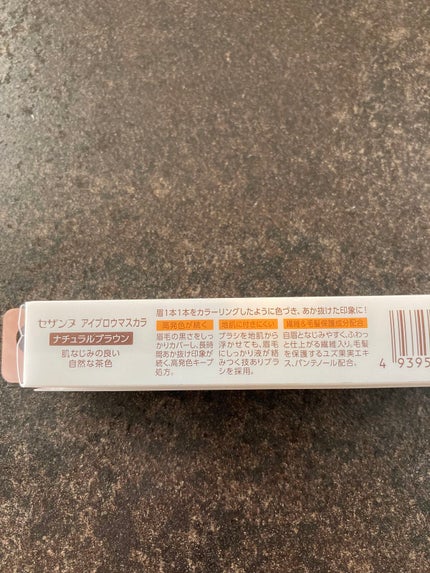 セザンヌ アイブロウマスカラ
ナチュラルブラウン
肌なじみの良い
自然な茶色
眉1本1本をカラーリングしたように色づき、あか抜けた印象に!
高発色が続く
眉毛の黒さをしっ
かりカバーし、長時
間あか抜け印象が
続く、高発色キープ
処方。
地肌に付きにくい
ブラシを地肌から
浮かせても、眉毛
にしっかり液が絡
みつく技ありブラ
シを採用。
繊維&毛髪保護成分配合
自眉となじみやすく、ふわっ
と仕上がる繊維入り。毛髪
を保護するユズ果実エキ
ス、パンテノール配合。
4 9395